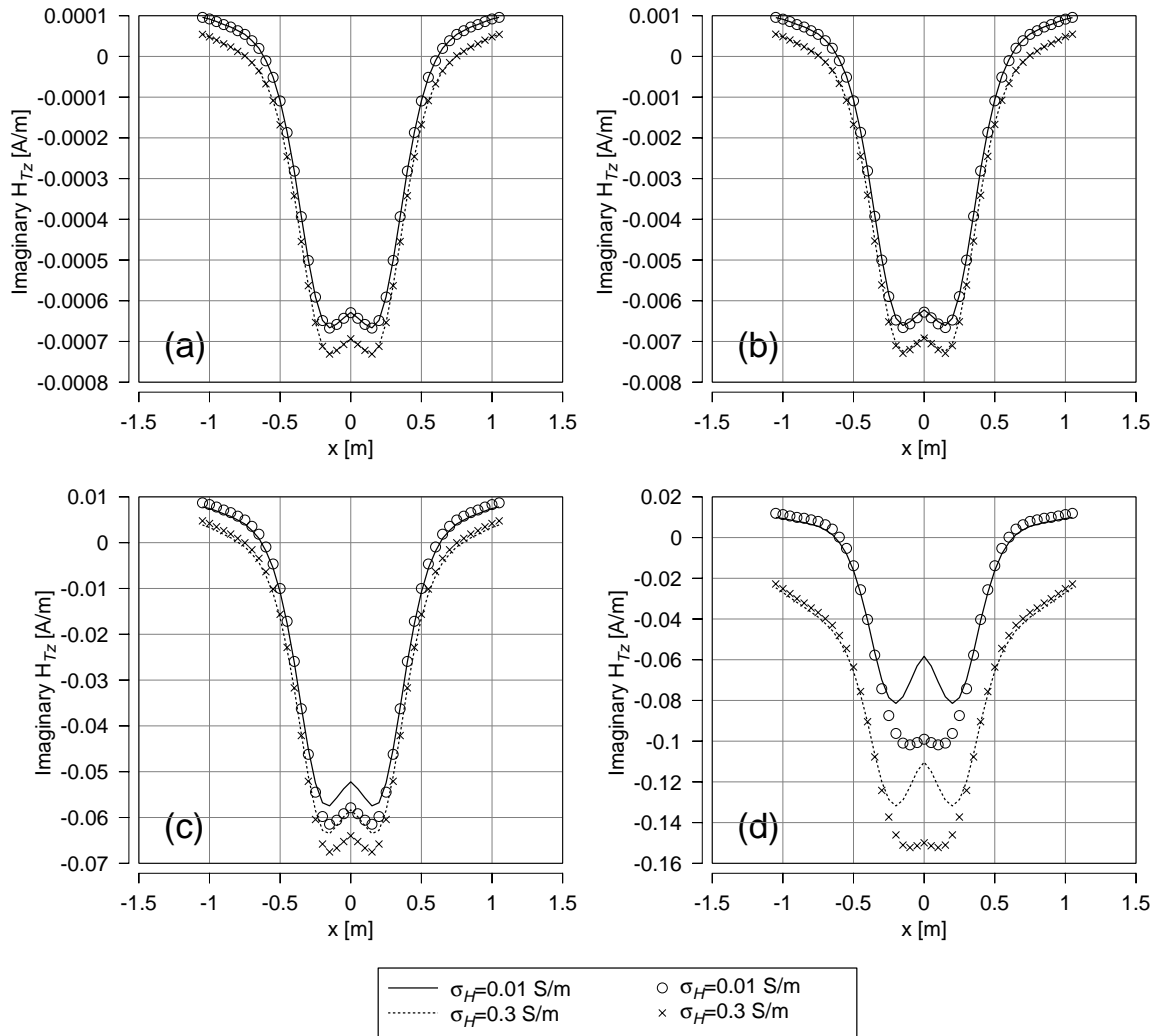 0.0001
0
-0.0001
-0.0002
-0.0003
-0.0004
-0.0005
-0.0006
-0.0007
-0.0008
Imaginary H_Tz [A/m]
(a)
-1.5 -1 -0.5 0 0.5 1 1.5
x [m]
0.001
0
-0.001
-0.002
-0.003
-0.004
-0.005
-0.006
-0.007
-0.008
Imaginary H_Tz [A/m]
(b)
-1.5 -1 -0.5 0 0.5 1 1.5
x [m]
0.01
0
-0.01
-0.02
-0.03
-0.04
-0.05
-0.06
-0.07
Imaginary H_Tz [A/m]
(c)
-1.5 -1 -0.5 0 0.5 1 1.5
x [m]
0.02
0
-0.02
-0.04
-0.06
-0.08
-0.1
-0.12
-0.14
-0.16
Imaginary H_Tz [A/m]
(d)
-1.5 -1 -0.5 0 0.5 1 1.5
x [m]
σ_H=0.01 S/m σ_H=0.01 S/m
σ_H=0.3 S/m σ_H=0.3 S/m